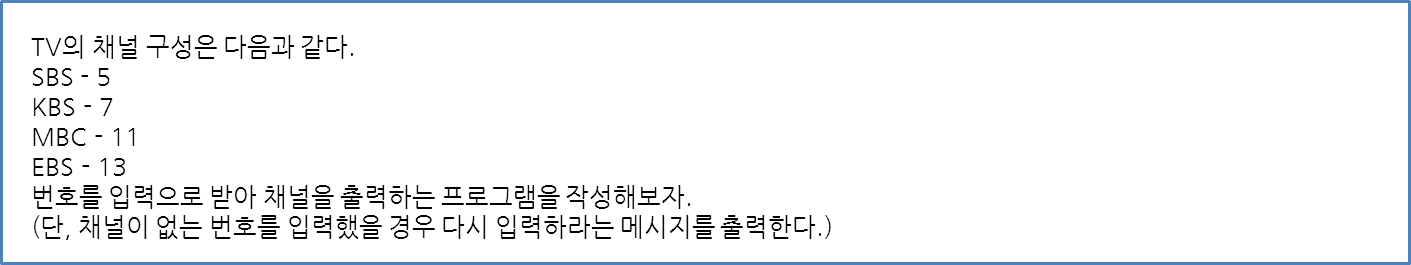 TV의 채널 구성은 다음과 같다.
SBS - 5
KBS - 7
MBC - 11
EBS - 13
번호를 입력으로 받아 채널을 출력하는 프로그램을 작성해보자.
(단, 채널이 없는 번호를 입력했을 경우 다시 입력하라는 메시지를 출력한다.)